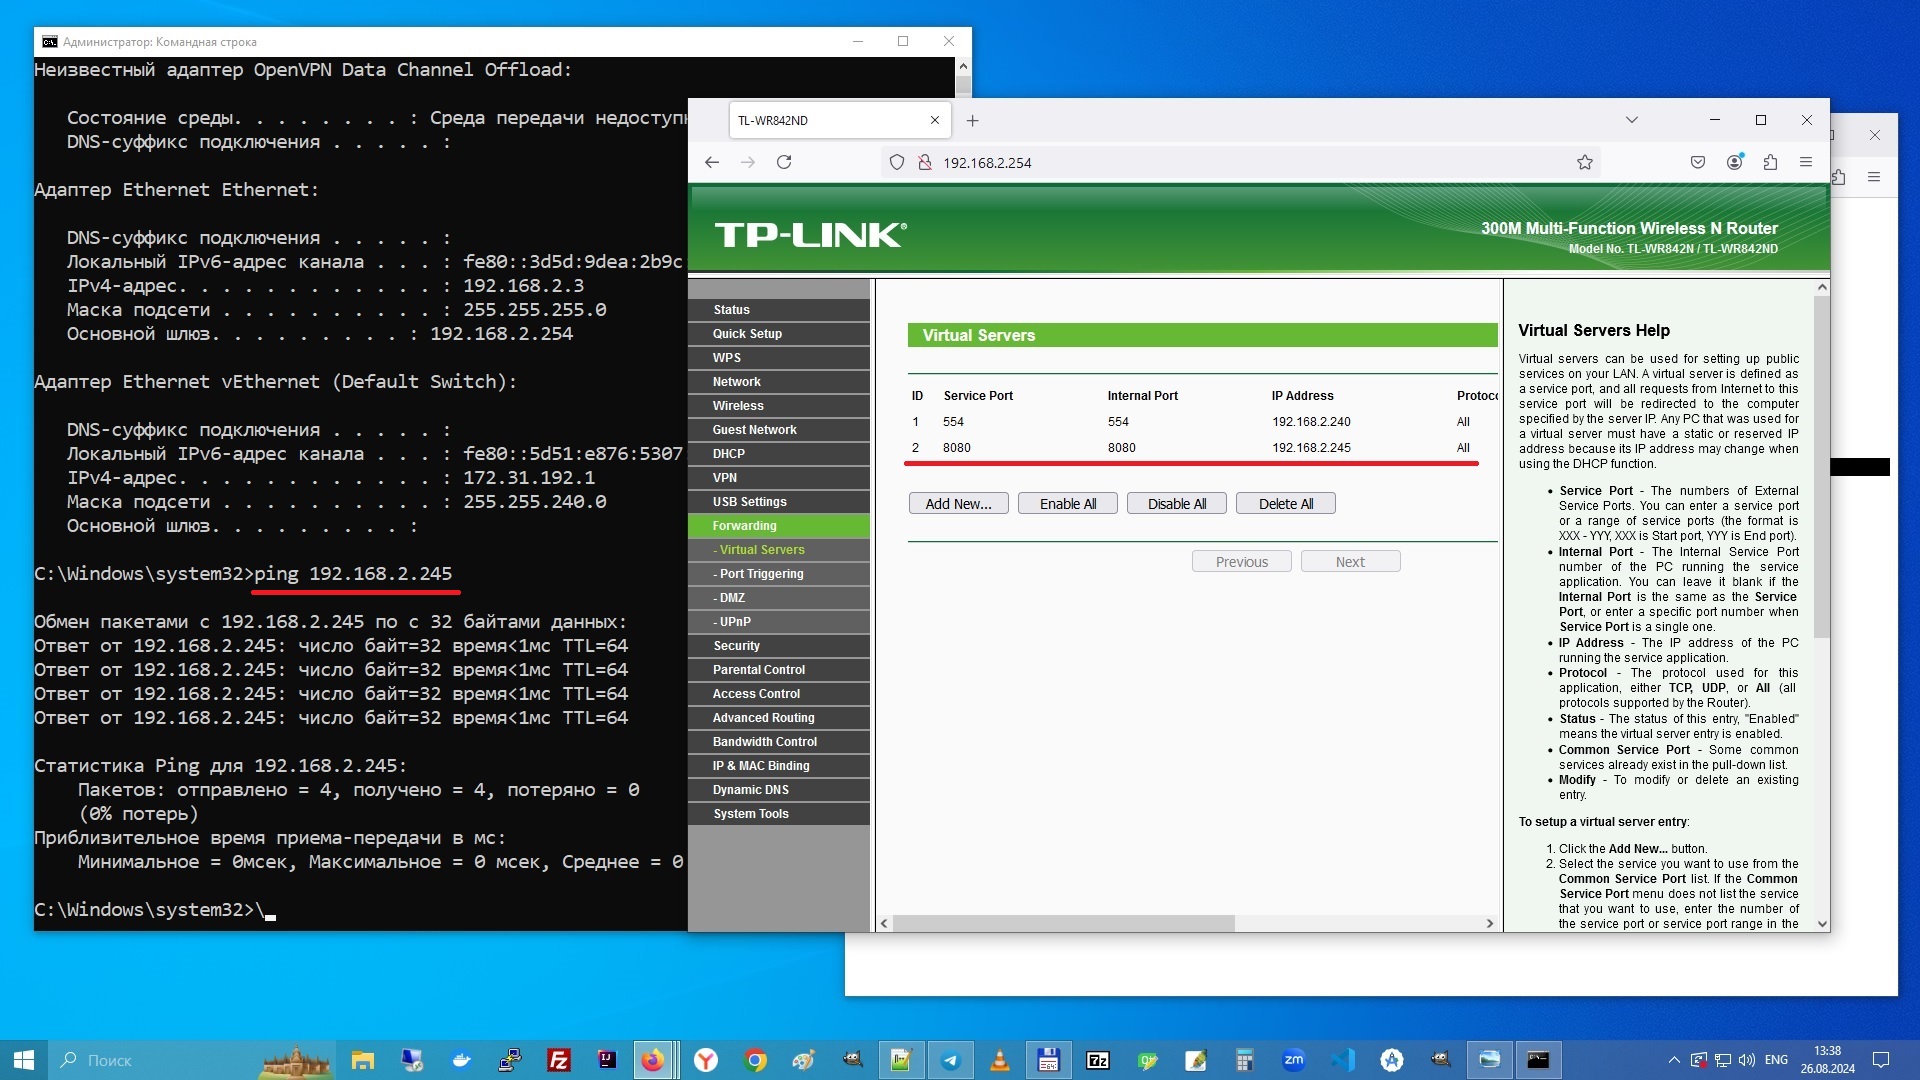 Администратор: Командная строка
Неизвестный адаптер OpenVPN Data Channel Offload:
Состояние среды. . . . . . . . : Среда передачи недоступн
DNS-суффикс подключения . . . . . :
Адаптер Ethernet Ethernet:
DNS-суффикс подключения . . . . . :
Локальный IPv6-адрес канала . . . : fe80::3d5d:9dea:2b9c
IPv4-адрес. . . . . . . . . . . . : 192.168.2.3
Маска подсети . . . . . . . . . . : 255.255.255.0
Основной шлюз. . . . . . . . . : 192.168.2.254
Адаптер Ethernet vEthernet (Default Switch):
DNS-суффикс подключения . . . . . :
Локальный IPv6-адрес канала . . . : fe80::5d51:e876:5307
IPv4-адрес. . . . . . . . . . . . : 172.31.192.1
Маска подсети . . . . . . . . . . : 255.255.240.0
Основной шлюз. . . . . . . . . :
C:\Windows\system32>ping 192.168.2.245
Обмен пакетами с 192.168.2.245 по с 32 байтами данных:
Ответ от 192.168.2.245: число байт=32 время<1мс TTL=64
Ответ от 192.168.2.245: число байт=32 время<1мс TTL=64
Ответ от 192.168.2.245: число байт=32 время<1мс TTL=64
Ответ от 192.168.2.245: число байт=32 время<1мс TTL=64
Статистика Ping для 192.168.2.245:
Пакетов: отправлено = 4, получено = 4, потеряно = 0
(0% потерь)
Приблизительное время приема-передачи в мс:
Минимальное = 0мсек, Максимальное = 0 мсек, Среднее = 0
C:\Windows\system32>\
TL-WR842ND
192.168.2.254
TP-LINK®
300M Multi-Function Wireless N Router
Model No. TL-WR842N / TL-WR842ND
Status
Quick Setup
WPS
Network
Wireless
Guest Network
DHCP
VPN
USB Settings
Forwarding
- Virtual Servers
- Port Triggering
- DMZ
- UPnP
Security
Parental Control
Access Control
Advanced Routing
Bandwidth Control
IP & MAC Binding
Dynamic DNS
System Tools
Virtual Servers
ID Service Port Internal Port IP Address Protoco
1 554 554 192.168.2.240 All
2 8080 8080 192.168.2.245 All
Add New... Enable All Disable All Delete All
Previous Next
Virtual Servers Help
Virtual servers can be used for setting up public
services on your LAN. A virtual server is defined as
a service port, and all requests from Internet to this
service port will be redirected to the computer
specified by the server IP. Any PC that was used for
a virtual server must have a static or reserved IP
address because its IP address may change when
using the DHCP function.
• Service Port - The numbers of External
Service Ports. You can enter a service port
or a range of service ports (the format is
XXX - YYY, XXX is Start port, YYY is End port).
• Internal Port - The Internal Service Port
number of the PC running the service
application. You can leave it blank if the
Internal Port is the same as the Service
Port, or enter a specific port number when
Service Port is a single one.
• IP Address - The IP address of the PC
running the service application.
• Protocol - The protocol used for this
application, either TCP, UDP, or All (all
protocols supported by the Router).
• Status - The status of this entry, "Enabled"
means the virtual server entry is enabled.
• Common Service Port - Some common
services already exist in the pull-down list.
• Modify - To modify or delete an existing
entry.
To setup a virtual server entry:
1. Click the Add New... button.
2. Select the service you want to use from the
Common Service Port list. If the Common
Service Port menu does not list the service
that you want to use, enter the number of
the service port or service port range in the
Поиск
ENG
13:38
26.08.2024